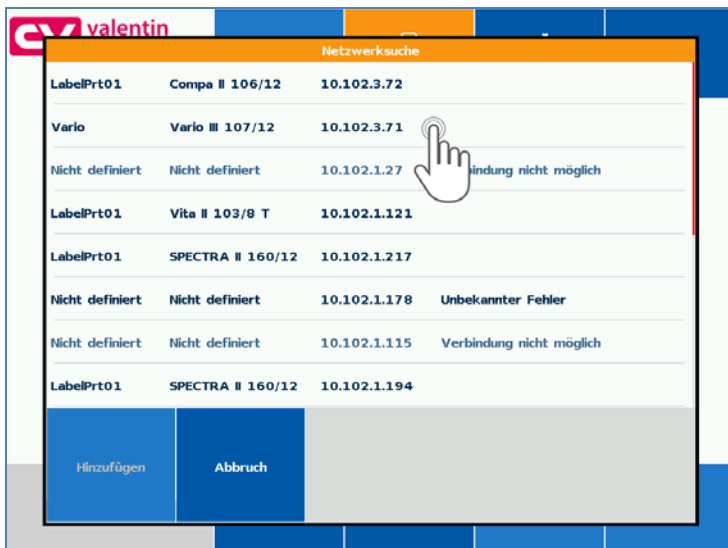 cv valentin
Netzwerksuche
LabelPrt01 Compa II 106/12 10.102.3.72
Vario Vario III 107/12 10.102.3.71
Nicht definiert Nicht definiert 10.102.1.27 indung nicht möglich
LabelPrt01 Vita II 103/8 T 10.102.1.121
LabelPrt01 SPECTRA II 160/12 10.102.1.217
Nicht definiert Nicht definiert 10.102.1.178 Unbekannter Fehler
Nicht definiert Nicht definiert 10.102.1.115 Verbindung nicht möglich
LabelPrt01 SPECTRA II 160/12 10.102.1.194
Hinzufügen Abbruch